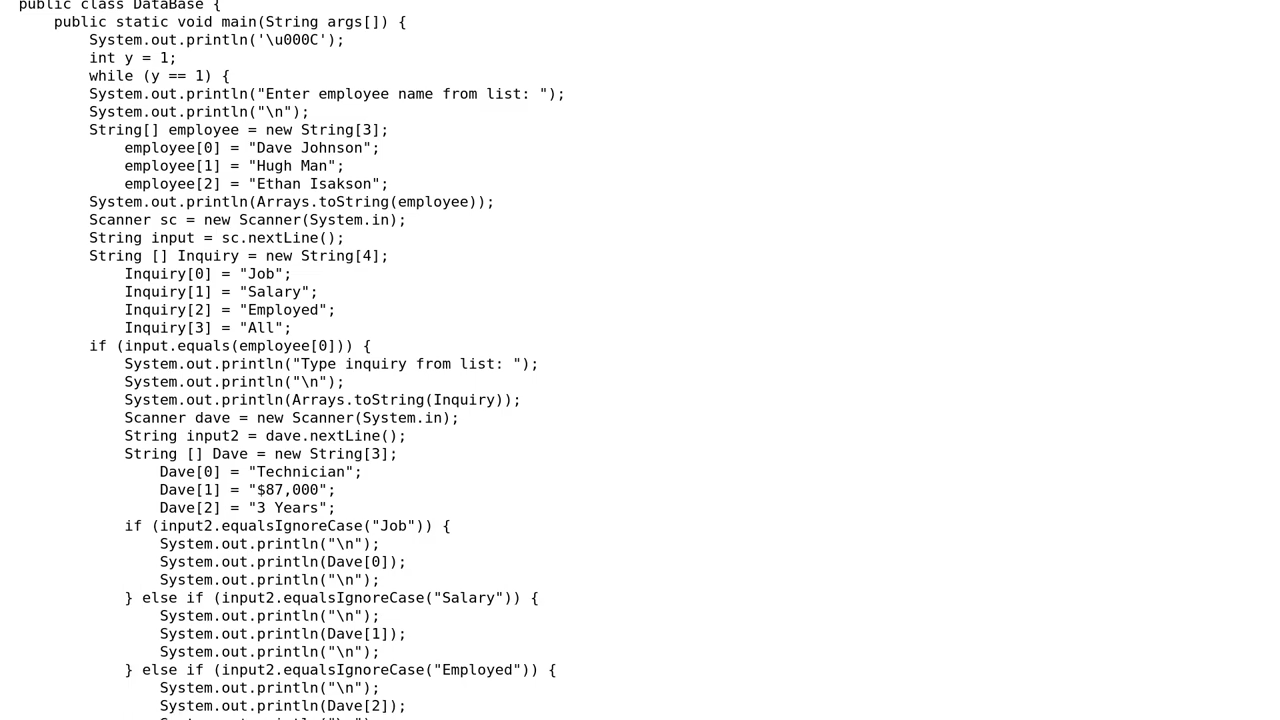 public class DataBase {
    public static void main(String args[]) {
        System.out.println('\u000C');
        int y = 1;
        while (y == 1) {
        System.out.println("Enter employee name from list: ");
        System.out.println("\n");
        String[] employee = new String[3];
            employee[0] = "Dave Johnson";
            employee[1] = "Hugh Man";
            employee[2] = "Ethan Isakson";
        System.out.println(Arrays.toString(employee));
        Scanner sc = new Scanner(System.in);
        String input = sc.nextLine();
        String [] Inquiry = new String[4];
            Inquiry[0] = "Job";
            Inquiry[1] = "Salary";
            Inquiry[2] = "Employed";
            Inquiry[3] = "All";
        if (input.equals(employee[0])) {
            System.out.println("Type inquiry from list: ");
            System.out.println("\n");
            System.out.println(Arrays.toString(Inquiry));
            Scanner dave = new Scanner(System.in);
            String input2 = dave.nextLine();
            String [] Dave = new String[3];
                Dave[0] = "Technician";
                Dave[1] = "$87,000";
                Dave[2] = "3 Years";
            if (input2.equalsIgnoreCase("Job")) {
                System.out.println("\n");
                System.out.println(Dave[0]);
                System.out.println("\n");
            } else if (input2.equalsIgnoreCase("Salary")) {
                System.out.println("\n");
                System.out.println(Dave[1]);
                System.out.println("\n");
            } else if (input2.equalsIgnoreCase("Employed")) {
                System.out.println("\n");
                System.out.println(Dave[2]);